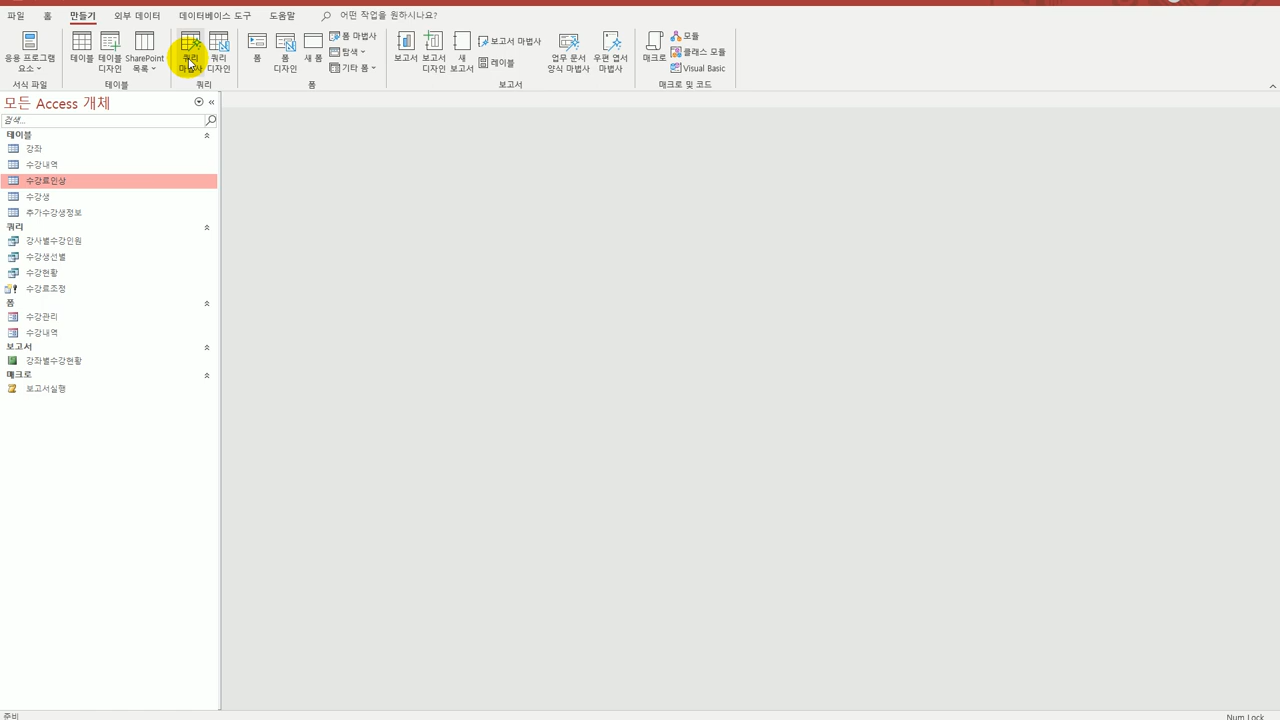 파일 홈 만들기 외부 데이터 데이터베이스 도구 도움말 어떤 작업을 원하시나요?
응용 프로그램
요소
서식 파일
테이블
테이블
디자인
SharePoint
목록
테이블
쿼리
마법사
쿼리
디자인
쿼리
폼
폼
디자인
새 폼
폼 마법사
탐색
기타 폼
폼
보고서
보고서
디자인
새
보고서
보고서 마법사
레이블
업무 문서
양식 마법사
우편 엽서
마법사
보고서
매크로
모듈
클래스 모듈
Visual Basic
매크로 및 코드
모든 Access 개체
검색...
테이블
강좌
수강내역
수강료인상
수강생
추가수강생정보
쿼리
강사별수강인원
수강생선별
수강현황
수강료조정
폼
수강관리
수강내역
보고서
강좌별수강현황
매크로
보고서실행
준비
Num Lock